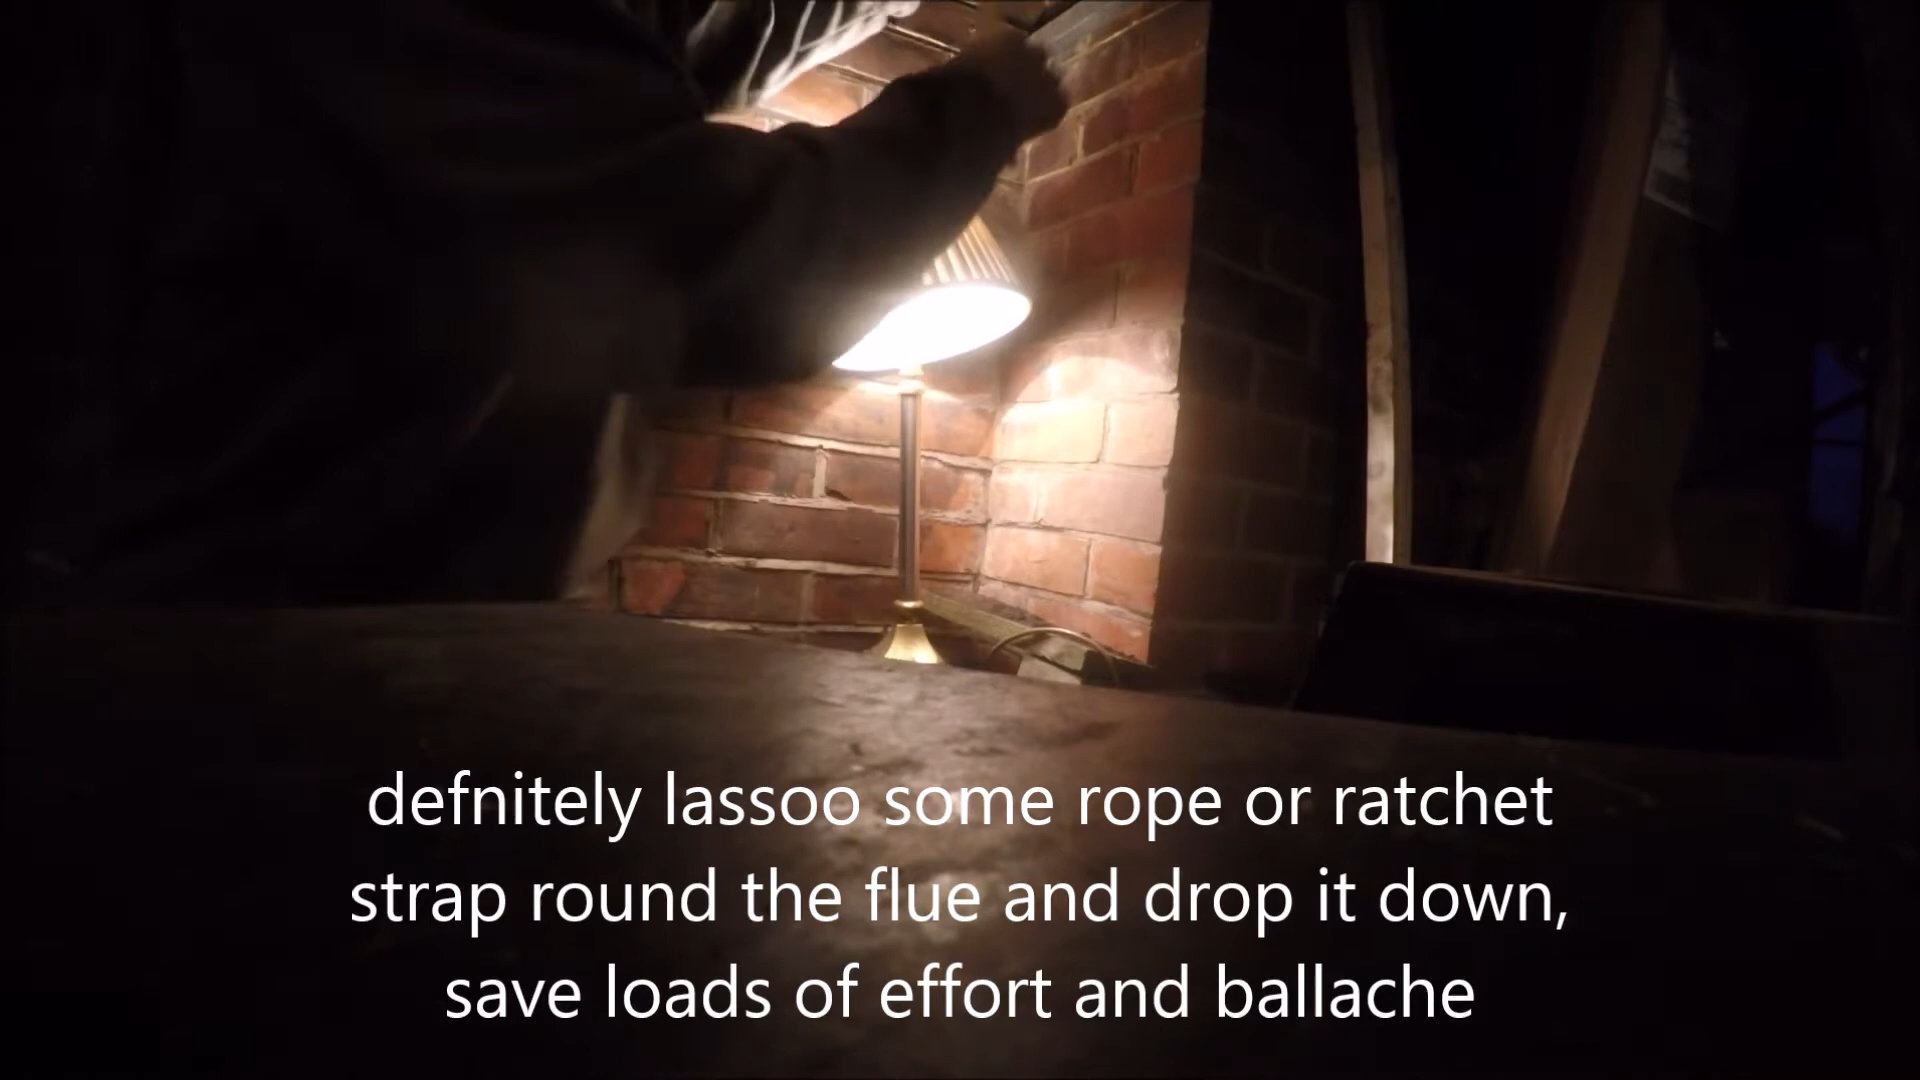 defnitely lassoo some rope or ratchet
strap round the flue and drop it down,
save loads of effort and ballache